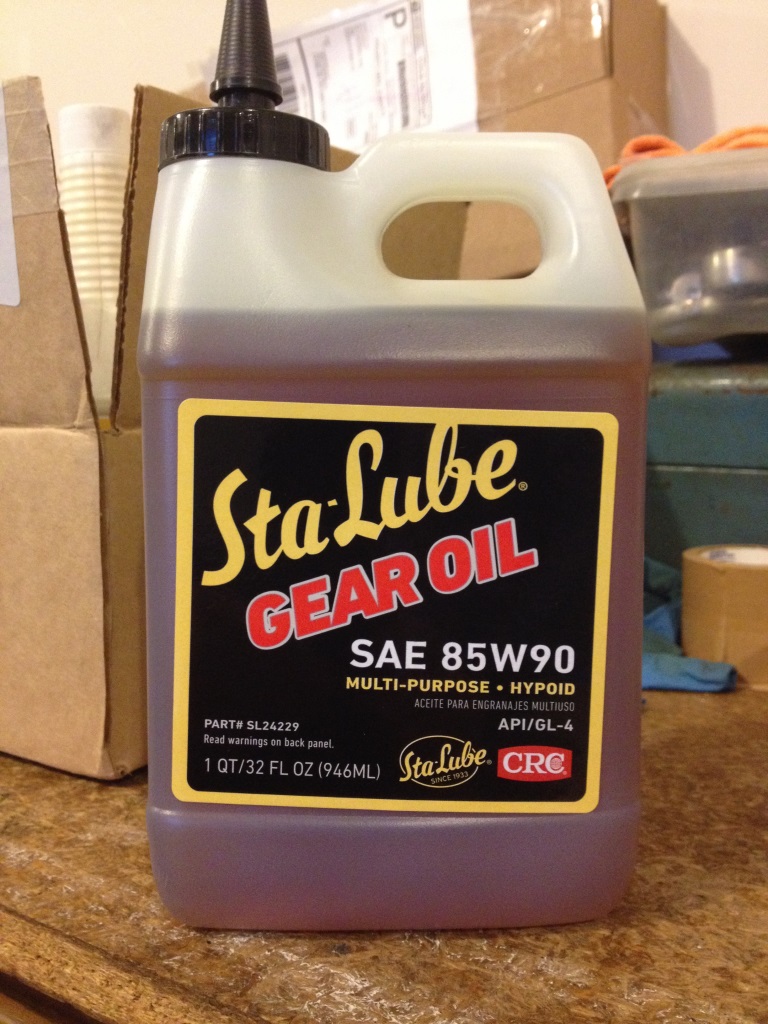 P
Sta-Lube®
GEAR OIL
SAE 85W90
MULTI-PURPOSE • HYPOID
ACEITE PARA ENGRANAJES MULTIUSO
API/GL-4
PART# SL24229
Read warnings on back panel.
1 QT/32 FL OZ (946ML)
Sta-Lube®
SINCE 1933
CRC®